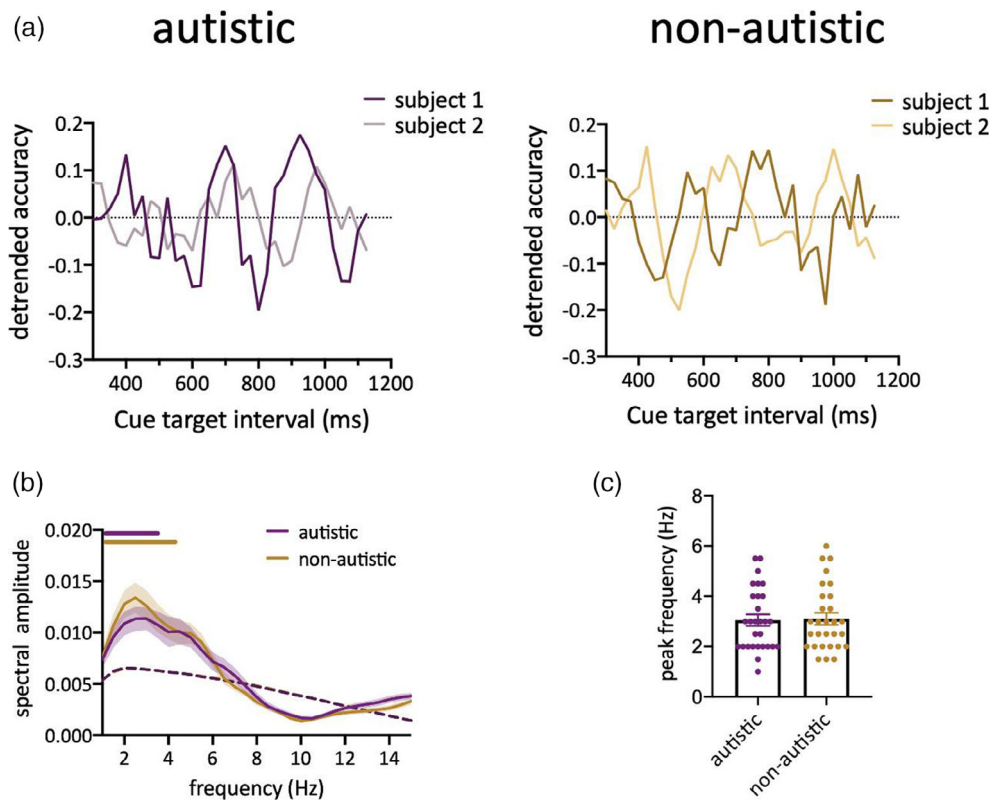 (a)
autistic
non-autistic
subject 1
subject 2
0.2
0.1
0.0
-0.1
-0.2
-0.3
detrended accuracy
400 600 800 1000 1200
Cue target interval (ms)
subject 1
subject 2
0.2
0.1
0.0
-0.1
-0.2
-0.3
detrended accuracy
400 600 800 1000 1200
Cue target interval (ms)
(b)
autistic
non-autistic
0.020
0.015
0.010
0.005
0.000
spectral amplitude
2 4 6 8 10 12 14
frequency (Hz)
(c)
8
6
4
2
0
peak frequency (Hz)
autistic
non-autistic